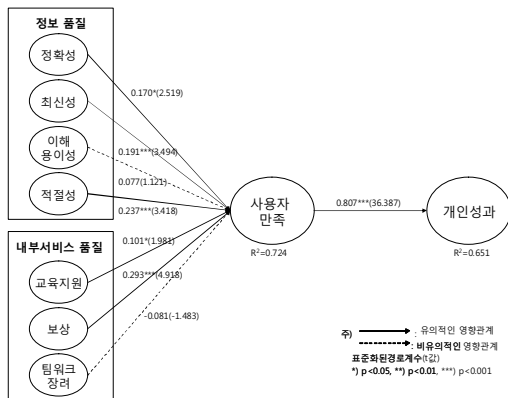 정보 품질
정확성
최신성
이해
용이성
적절성
0.170*(2.519)
0.191***(3.494)
0.077(1.121)
0.237***(3.418)
내부서비스 품질
교육지원
보상
팀워크
장려
0.101*(1.981)
0.293***(4.918)
-0.081(-1.483)
사용자
만족
R²=0.724
0.807***(36.387)
개인성과
R²=0.651
주) : 유의적인 영향관계
: 비유의적인 영향관계
표준화된경로계수(t값)
*) p<0.05, **) p<0.01, ***) p<0.001